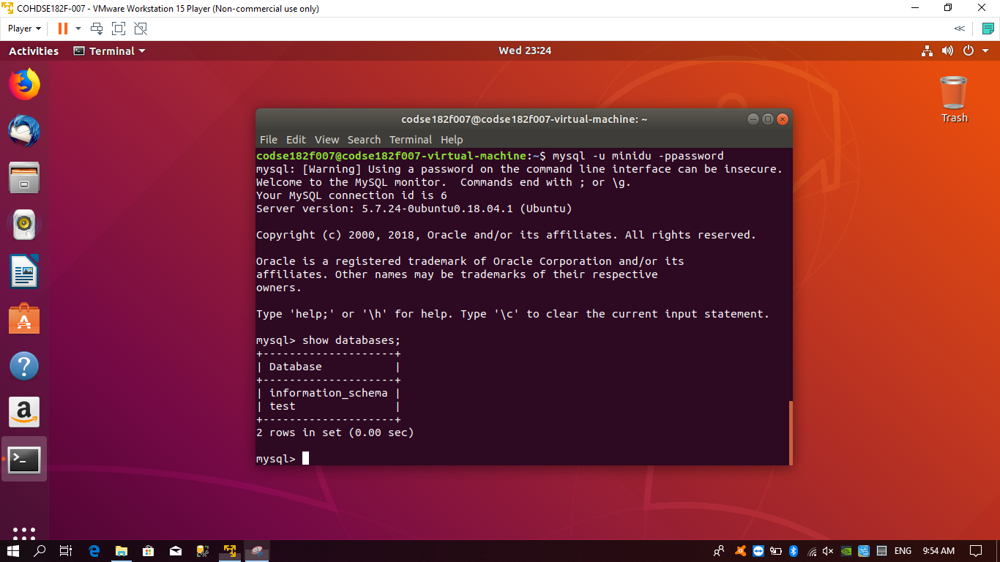 COHDSE182F-007 - VMware Workstation 15 Player (Non-commercial use only)
Player
Activities
Terminal
Wed 23:24
Trash
codse182f007@codse182f007-virtual-machine: ~
File Edit View Search Terminal Help
codse182f007@codse182f007-virtual-machine:~$ mysql -u minidu -ppassword
mysql: [Warning] Using a password on the command line interface can be insecure.
Welcome to the MySQL monitor.  Commands end with ; or \g.
Your MySQL connection id is 6
Server version: 5.7.24-0ubuntu0.18.04.1 (Ubuntu)
Copyright (c) 2000, 2018, Oracle and/or its affiliates. All rights reserved.
Oracle is a registered trademark of Oracle Corporation and/or its
affiliates. Other names may be trademarks of their respective
owners.
Type 'help;' or '\h' for help. Type '\c' to clear the current input statement.
mysql> show databases;
+--------------------+
| Database           |
+--------------------+
| information_schema |
| test               |
+--------------------+
2 rows in set (0.00 sec)
mysql>
ENG
9:54 AM